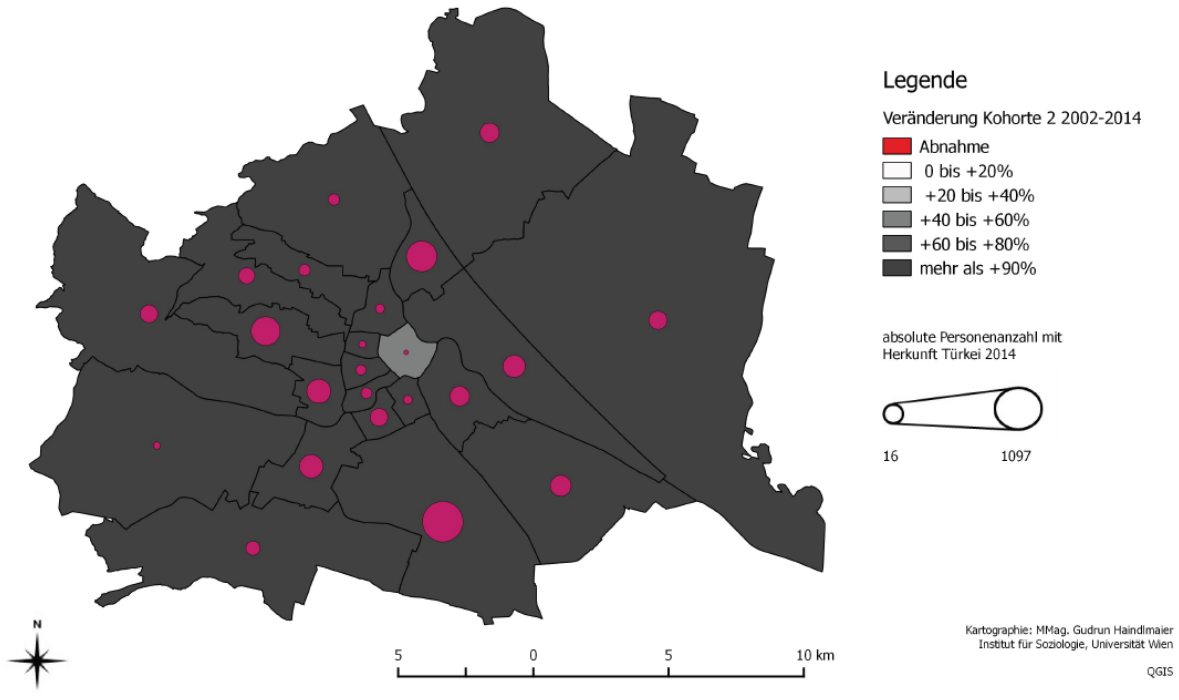 Legende
Veränderung Kohorte 2 2002-2014
Abnahme
0 bis +20%
+20 bis +40%
+40 bis +60%
+60 bis +80%
mehr als +90%
absolute Personenanzahl mit
Herkunft Türkei 2014
16 1097
N
5 0 5 10 km
Kartographie: MMag. Gudrun Haindlmaier
Institut für Soziologie, Universität Wien
QGIS